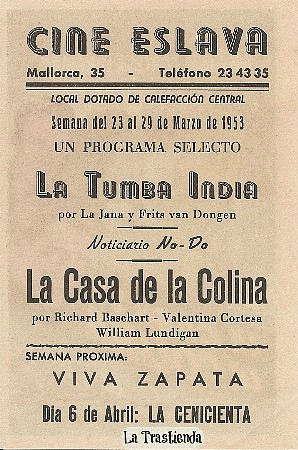 CINE ESLAVA
Mallorca, 35 - Teléfono 23 43 35
LOCAL DOTADO DE CALEFACCIÓN CENTRAL
Semana del 23 al 29 de Marzo de 1953
UN PROGRAMA SELECTO
LA TUMBA INDIA
por La Jana y Frits van Dongen
Noticiario No-Do
La Casa de la Colina
por Richard Basehart - Valentina Cortesa
William Lundigan
SEMANA PROXIMA:
VIVA ZAPATA
Día 6 de Abril: LA CENICIENTA
La Trastienda